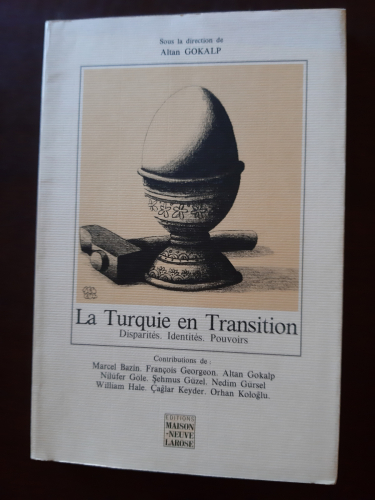 Sous la direction de
Altan GOKALP
La Turquie en Transition
Disparités. Identités. Pouvoirs
Contributions de :
Marcel Bazin. François Georgeon. Altan Gokalp
Nilüfer Göle. Şehmus Güzel. Nedim Gürsel
William Hale. Çağlar Keyder. Orhan Koloğlu.
EDITIONS
MAISON
-NEUVE
LAROSE